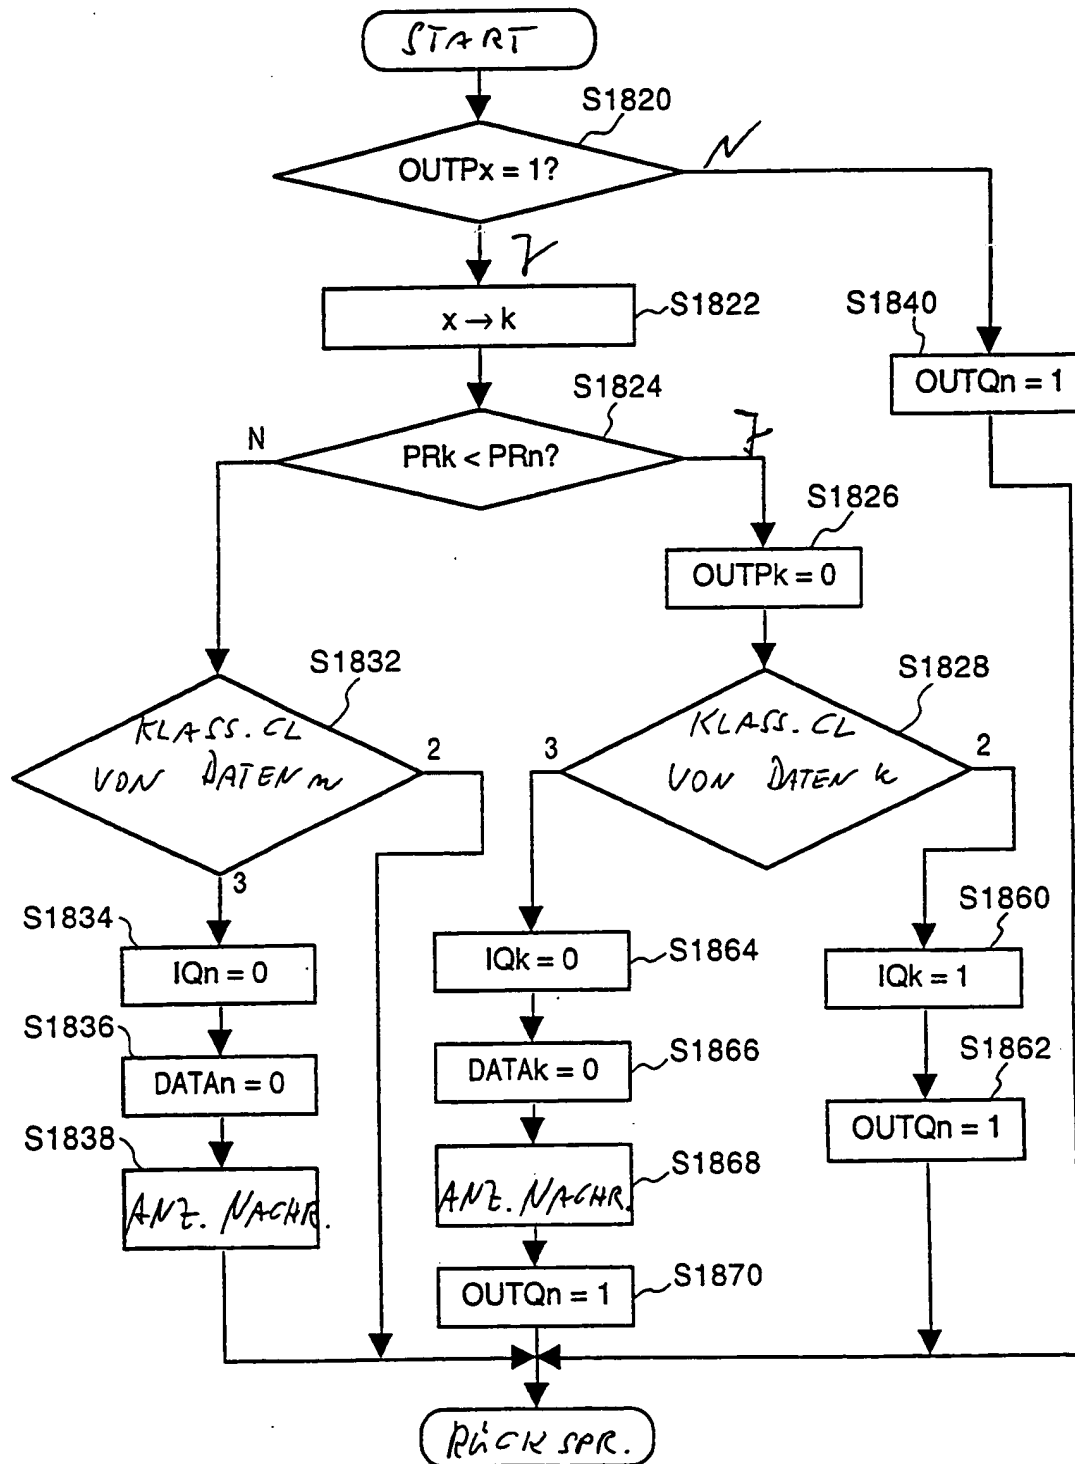 START
S1820
OUTPx = 1?
N
J
x → k
S1822
S1840
OUTQn = 1
S1824
N
PRk < PRn?
J
S1826
OUTPk = 0
S1832
KLASS. CL
VON DATEN n
2
3
S1828
KLASS. CL
VON DATEN k
3
2
S1834
IQn = 0
IQk = 0
S1864
S1860
IQk = 1
S1836
DATAn = 0
DATAk = 0
S1866
S1862
OUTQn = 1
S1838
ANZ. NACHR.
ANZ. NACHR.
S1868
OUTQn = 1
S1870
RÜCKSPR.